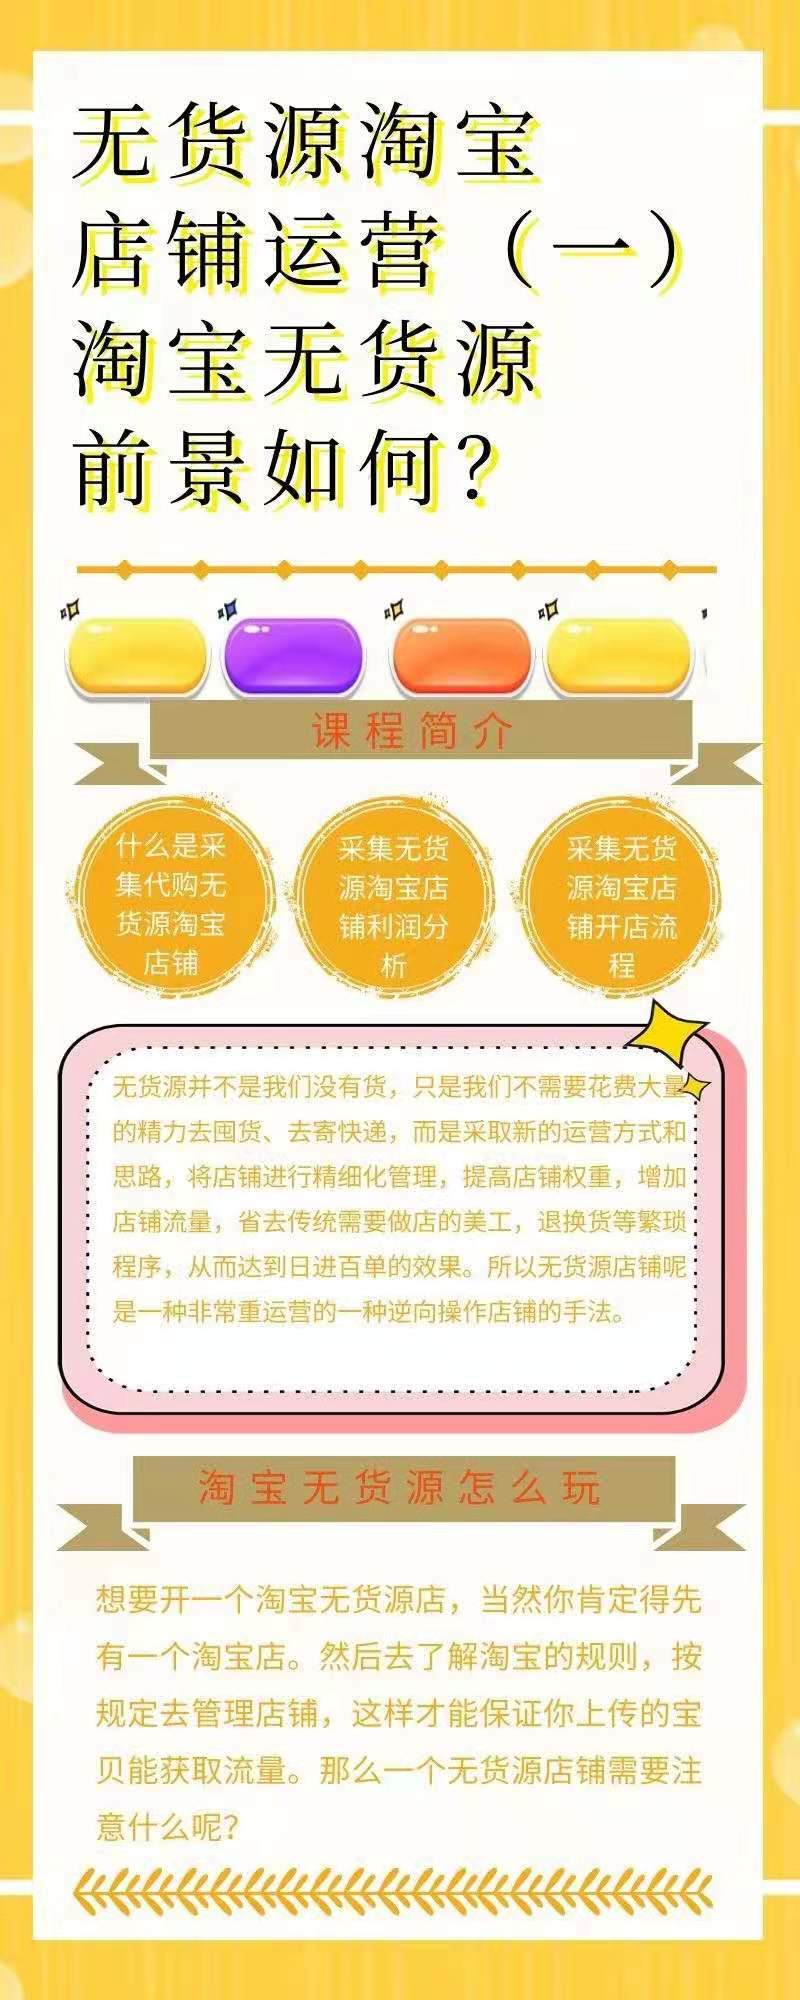 无货源淘宝
店铺运营（一）
淘宝无货源
前景如何？
课程简介
什么是采
集代购无
货源淘宝
店铺
采集无货
源淘宝店
铺利润分
析
采集无货
源淘宝店
铺开店流
程
无货源并不是我们没有货，只是我们不需要花费大量
的精力去囤货、去寄快递，而是采取新的运营方式和
思路，将店铺进行精细化管理，提高店铺权重，增加
店铺流量，省去传统需要做店的美工，退换货等繁琐
程序，从而达到日进百单的效果。所以无货源店铺呢
是一种非常重运营的一种逆向操作店铺的手法。
淘宝无货源怎么玩
想要开一个淘宝无货源店，当然你肯定得先
有一个淘宝店。然后去了解淘宝的规则，按
规定去管理店铺，这样才能保证你上传的宝
贝能获取流量。那么一个无货源店铺需要注
意什么呢？